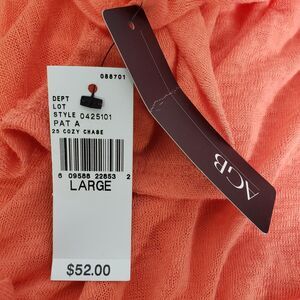 088701
DEPT
LOT
STYLE 0425101
PAT A
25 COZY CHASE
6 09588 22853 2
LARGE
$52.00
AGB